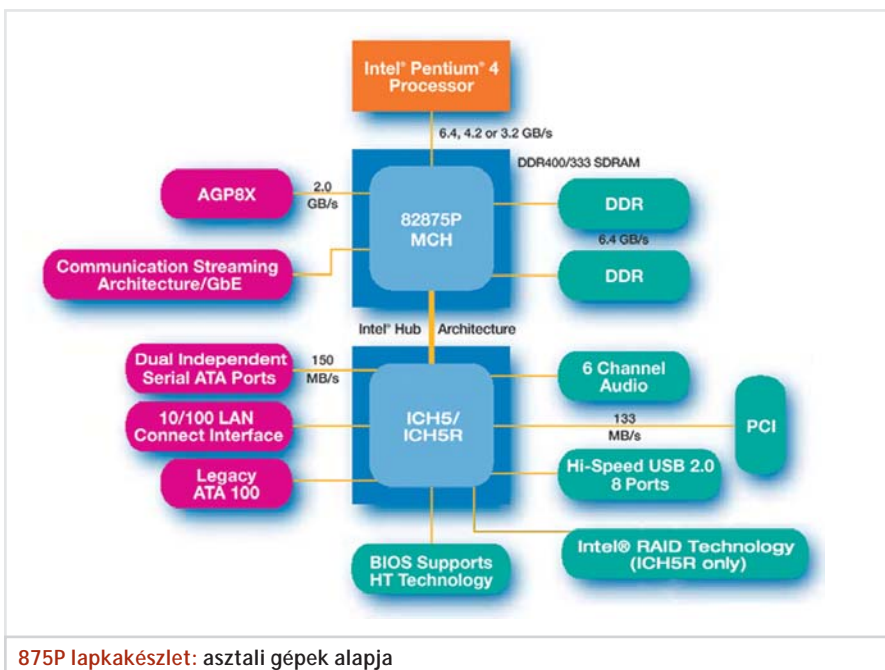 Intel® Pentium® 4
Processor
6.4, 4.2 or 3.2 GB/s
DDR400/333 SDRAM
AGP8X
2.0
GB/s
82875P
MCH
DDR
6.4 GB/s
DDR
Communication Streaming
Architecture/GbE
Intel® Hub Architecture
Dual Independent
Serial ATA Ports
150
MB/s
6 Channel
Audio
10/100 LAN
Connect Interface
ICH5/
ICH5R
133
MB/s
PCI
Legacy
ATA 100
Hi-Speed USB 2.0
8 Ports
BIOS Supports
HT Technology
Intel® RAID Technology
(ICH5R only)
875P lapkakészlet: asztali gépek alapja